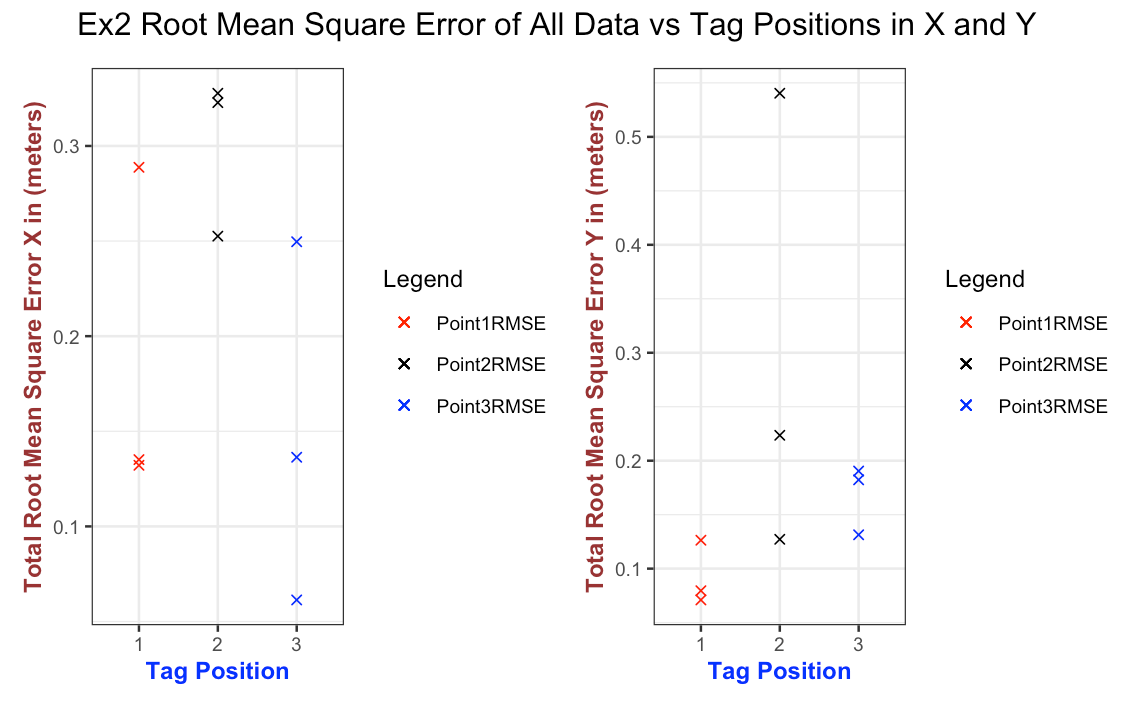 Ex2 Root Mean Square Error of All Data vs Tag Positions in X and Y
Total Root Mean Square Error X in (meters)
0.3
0.2
0.1
1 2 3
Tag Position
Legend
Point1RMSE
Point2RMSE
Point3RMSE
Total Root Mean Square Error Y in (meters)
0.5
0.4
0.3
0.2
0.1
1 2 3
Tag Position
Legend
Point1RMSE
Point2RMSE
Point3RMSE